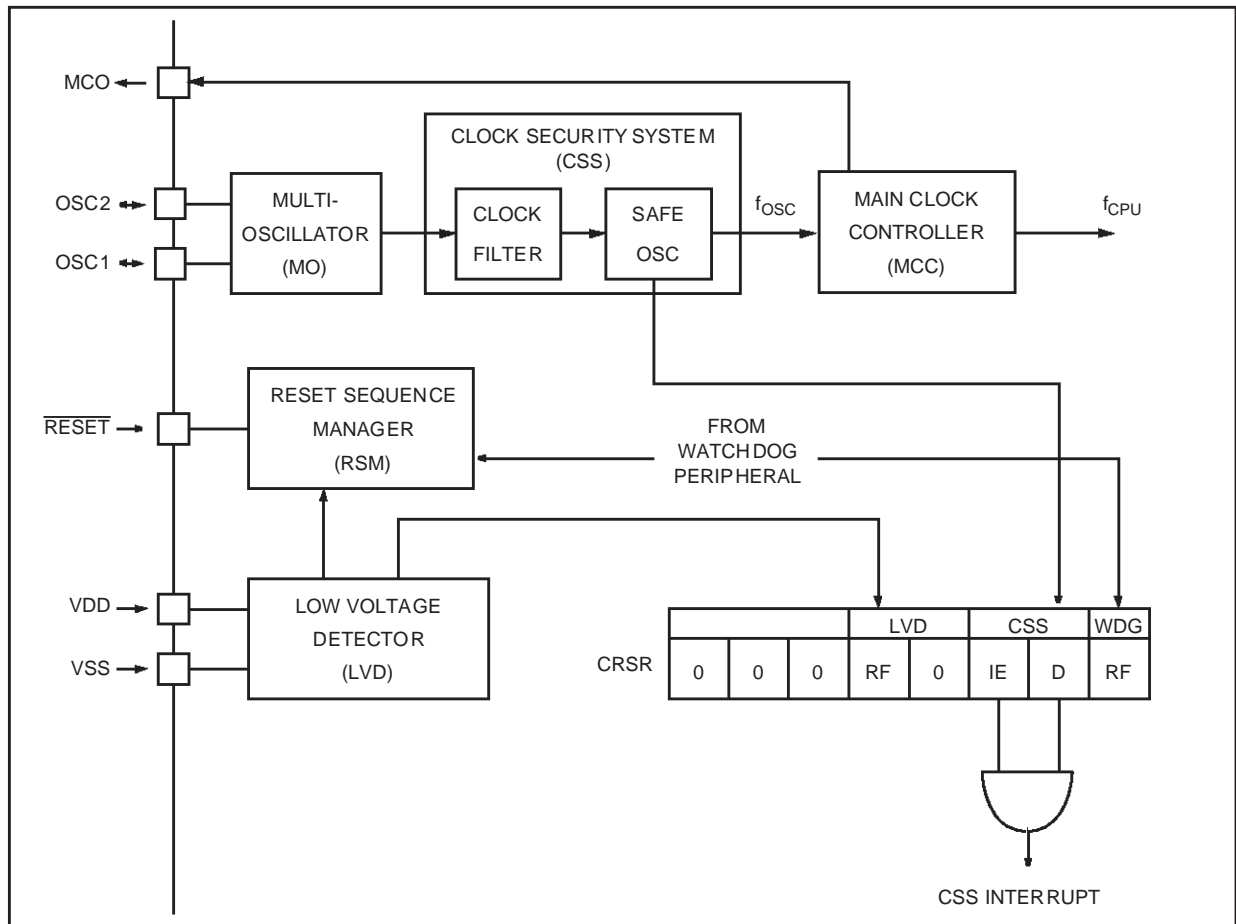 MCO
CLOCK SECURITY SYSTEM
(CSS)
OSC2
OSC1
MULTI-
OSCILLATOR
(MO)
CLOCK
FILTER
SAFE
OSC
fOSC
MAIN CLOCK
CONTROLLER
(MCC)
fCPU
RESET
RESET SEQUENCE
MANAGER
(RSM)
FROM
WATCHDOG
PERIPHERAL
VDD
VSS
LOW VOLTAGE
DETECTOR
(LVD)
LVD CSS WDG
CRSR 0 0 0 RF 0 IE D RF
CSS INTERRUPT